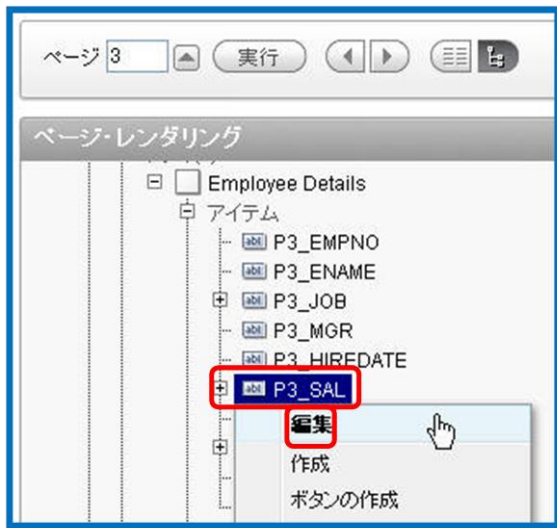 ページ 3 実行
ページ・レンダリング
Employee Details
アイテム
P3_EMPNO
P3_ENAME
P3_JOB
P3_MGR
P3_HIREDATE
P3_SAL
編集
作成
ボタンの作成